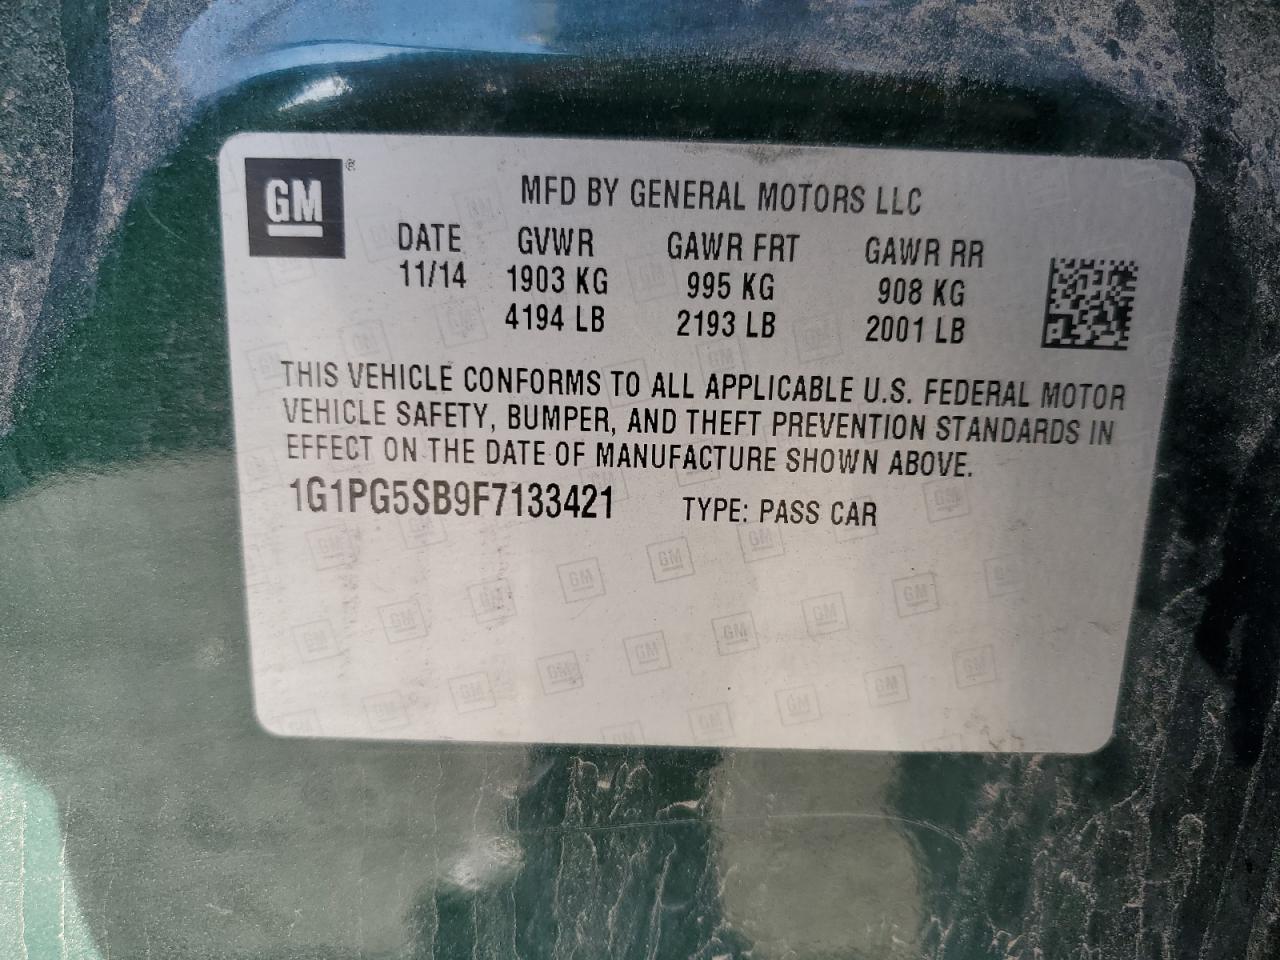 GM®
MFD BY GENERAL MOTORS LLC
DATE GVWR GAWR FRT GAWR RR
11/14 1903 KG 995 KG 908 KG
4194 LB 2193 LB 2001 LB
THIS VEHICLE CONFORMS TO ALL APPLICABLE U.S. FEDERAL MOTOR
VEHICLE SAFETY, BUMPER, AND THEFT PREVENTION STANDARDS IN
EFFECT ON THE DATE OF MANUFACTURE SHOWN ABOVE.
1G1PG5SB9F7133421 TYPE: PASS CAR